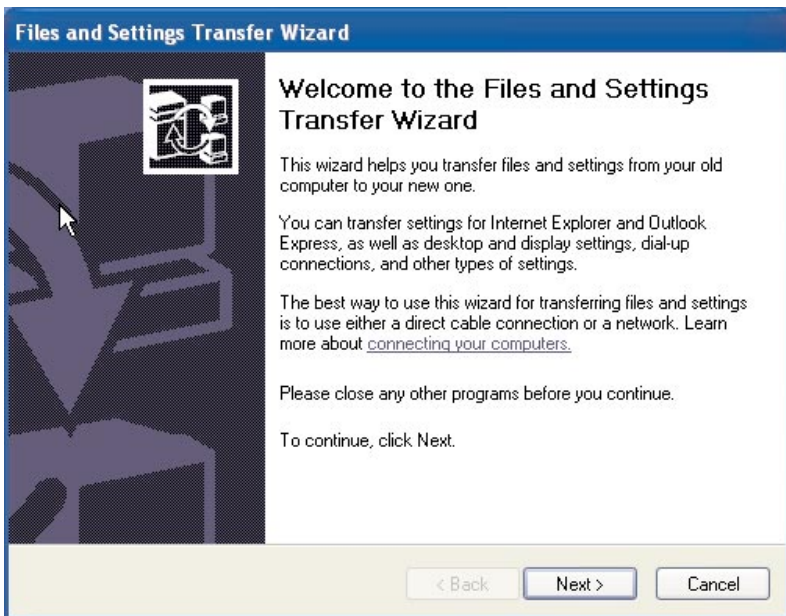 Files and Settings Transfer Wizard
Welcome to the Files and Settings
Transfer Wizard
This wizard helps you transfer files and settings from your old
computer to your new one.
You can transfer settings for Internet Explorer and Outlook
Express, as well as desktop and display settings, dial-up
connections, and other types of settings.
The best way to use this wizard for transferring files and settings
is to use either a direct cable connection or a network. Learn
more about connecting your computers.
Please close any other programs before you continue.
To continue, click Next.
< Back Next > Cancel